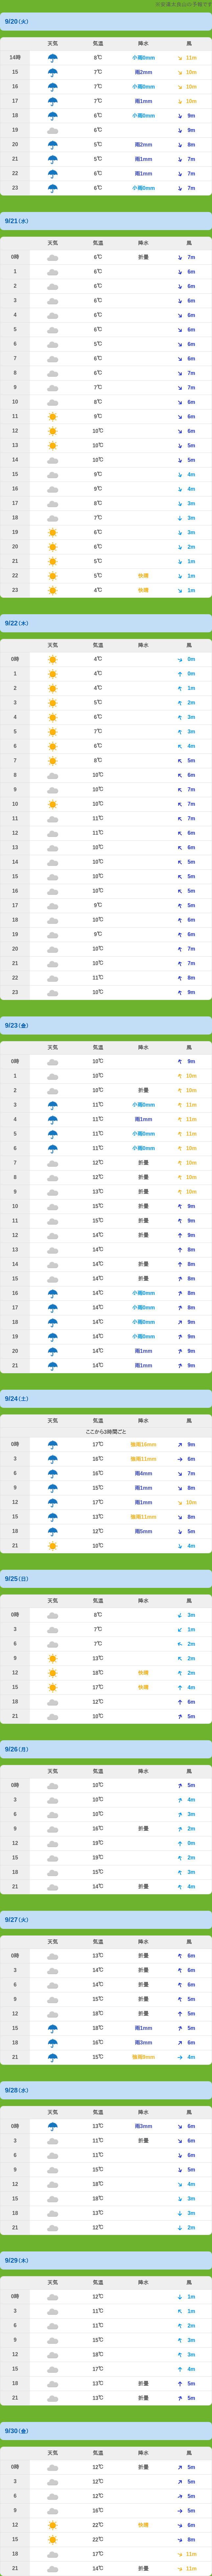 ※安達太良山の予報です
9/20(火)
天気 気温 降水 風
14時 8℃ 小雨0mm 11m
15 7℃ 雨2mm 10m
16 7℃ 小雨0mm 10m
17 7℃ 雨1mm 10m
18 6℃ 小雨0mm 9m
19 6℃ 9m
20 5℃ 雨2mm 8m
21 5℃ 雨1mm 7m
22 6℃ 雨1mm 7m
23 6℃ 小雨0mm 7m
9/21(水)
天気 気温 降水 風
0時 6℃ 折畳 7m
1 6℃ 6m
2 6℃ 6m
3 6℃ 6m
4 6℃ 6m
5 6℃ 6m
6 5℃ 6m
7 6℃ 6m
8 7℃ 7m
9 7℃ 7m
10 8℃ 6m
11 9℃ 6m
12 10℃ 6m
13 10℃ 5m
14 10℃ 5m
15 9℃ 4m
16 9℃ 4m
17 8℃ 3m
18 7℃ 3m
19 6℃ 3m
20 6℃ 2m
21 5℃ 1m
22 5℃ 快晴 1m
23 4℃ 快晴 1m
9/22(木)
天気 気温 降水 風
0時 4℃ 0m
1 4℃ 0m
2 4℃ 1m
3 5℃ 2m
4 6℃ 3m
5 7℃ 3m
6 6℃ 4m
7 8℃ 5m
8 10℃ 6m
9 10℃ 7m
10 10℃ 7m
11 11℃ 7m
12 11℃ 6m
13 10℃ 6m
14 10℃ 5m
15 10℃ 5m
16 10℃ 5m
17 9℃ 5m
18 10℃ 6m
19 9℃ 6m
20 10℃ 7m
21 10℃ 7m
22 11℃ 8m
23 10℃ 9m
9/23(金)
天気 気温 降水 風
0時 10℃ 9m
1 10℃ 10m
2 10℃ 折畳 10m
3 11℃ 小雨0mm 11m
4 11℃ 雨1mm 11m
5 11℃ 小雨0mm 11m
6 11℃ 小雨0mm 10m
7 12℃ 折畳 10m
8 12℃ 折畳 10m
9 13℃ 折畳 10m
10 15℃ 折畳 9m
11 15℃ 折畳 9m
12 14℃ 折畳 9m
13 14℃ 8m
14 14℃ 折畳 8m
15 14℃ 折畳 8m
16 14℃ 小雨0mm 8m
17 14℃ 小雨0mm 8m
18 14℃ 小雨0mm 9m
19 14℃ 小雨0mm 9m
20 14℃ 雨1mm 9m
21 14℃ 雨1mm 9m
9/24(土)
天気 気温 降水 風
ここから3時間ごと
0時 17℃ 強雨16mm 9m
3 16℃ 強雨11mm 6m
6 16℃ 雨4mm 7m
9 15℃ 雨1mm 8m
12 17℃ 雨1mm 10m
15 13℃ 強雨11mm 8m
18 12℃ 雨5mm 5m
21 10℃ 4m
9/25(日)
天気 気温 降水 風
0時 8℃ 3m
3 7℃ 1m
6 7℃ 2m
9 13℃ 2m
12 18℃ 快晴 2m
15 17℃ 快晴 4m
18 12℃ 6m
21 10℃ 5m
9/26(月)
天気 気温 降水 風
0時 10℃ 5m
3 10℃ 4m
6 10℃ 3m
9 16℃ 折畳 2m
12 19℃ 0m
15 19℃ 2m
18 15℃ 3m
21 14℃ 折畳 4m
9/27(火)
天気 気温 降水 風
0時 13℃ 折畳 6m
3 14℃ 折畳 6m
6 14℃ 折畳 6m
9 15℃ 折畳 5m
12 18℃ 折畳 5m
15 18℃ 雨1mm 5m
18 16℃ 雨3mm 6m
21 15℃ 強雨9mm 4m
9/28(水)
天気 気温 降水 風
0時 13℃ 雨3mm 6m
3 11℃ 折畳 6m
6 11℃ 6m
9 15℃ 5m
12 18℃ 4m
15 18℃ 3m
18 13℃ 3m
21 12℃ 2m
9/29(木)
天気 気温 降水 風
0時 12℃ 1m
3 11℃ 1m
6 11℃ 2m
9 15℃ 3m
12 18℃ 3m
15 17℃ 4m
18 13℃ 折畳 5m
21 13℃ 折畳 5m
9/30(金)
天気 気温 降水 風
0時 12℃ 折畳 5m
3 12℃ 5m
6 12℃ 5m
9 16℃ 5m
12 22℃ 快晴 6m
15 22℃ 8m
18 17℃ 11m
21 14℃ 折畳 11m